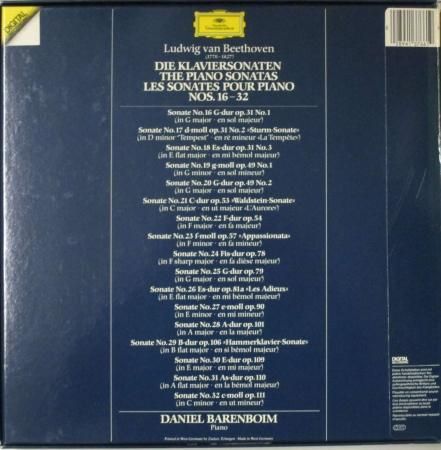 DIGITAL
Deutsche
Grammophon
Ludwig van Beethoven
(1770-1827)
DIE KLAVIERSONATEN
THE PIANO SONATAS
LES SONATES POUR PIANO
NOS. 16-32
Sonate No.16 G-dur op.31 No.1
(in G major · en sol majeur)
Sonate No.17 d-moll op.31 No.2 »Sturm-Sonate«
(in D minor "Tempest" · en ré mineur «La Tempête»)
Sonate No.18 Es-dur op.31 No.3
(in E flat major · en mi bémol majeur)
Sonate No.19 g-moll op.49 No.1
(in G minor · en sol mineur)
Sonate No.20 G-dur op.49 No.2
(in G major · en sol majeur)
Sonate No.21 C-dur op.53 »Waldstein-Sonate«
(in C major · en ut majeur «L'Aurore»)
Sonate No.22 F-dur op.54
(in F major · en fa majeur)
Sonate No.23 f-moll op.57 »Appassionata«
(in F minor · en fa mineur)
Sonate No.24 Fis-dur op.78
(in F sharp major · en fa dièse majeur)
Sonate No.25 G-dur op.79
(in G major · en sol majeur)
Sonate No.26 Es-dur op.81a »Les Adieux«
(in E flat major · en mi bémol majeur)
Sonate No.27 e-moll op.90
(in E minor · en mi mineur)
Sonate No.28 A-dur op.101
(in A major · en la majeur)
Sonate No.29 B-dur op.106 »Hammerklavier-Sonate«
(in B flat major · en si bémol majeur)
Sonate No.30 E-dur op.109
(in E major · en mi majeur)
Sonate No.31 As-dur op.110
(in A flat major · en la bémol majeur)
Sonate No.32 c-moll op.111
(in C minor · en ut mineur)
DANIEL BARENBOIM
Piano
DIGITAL
RECORDING